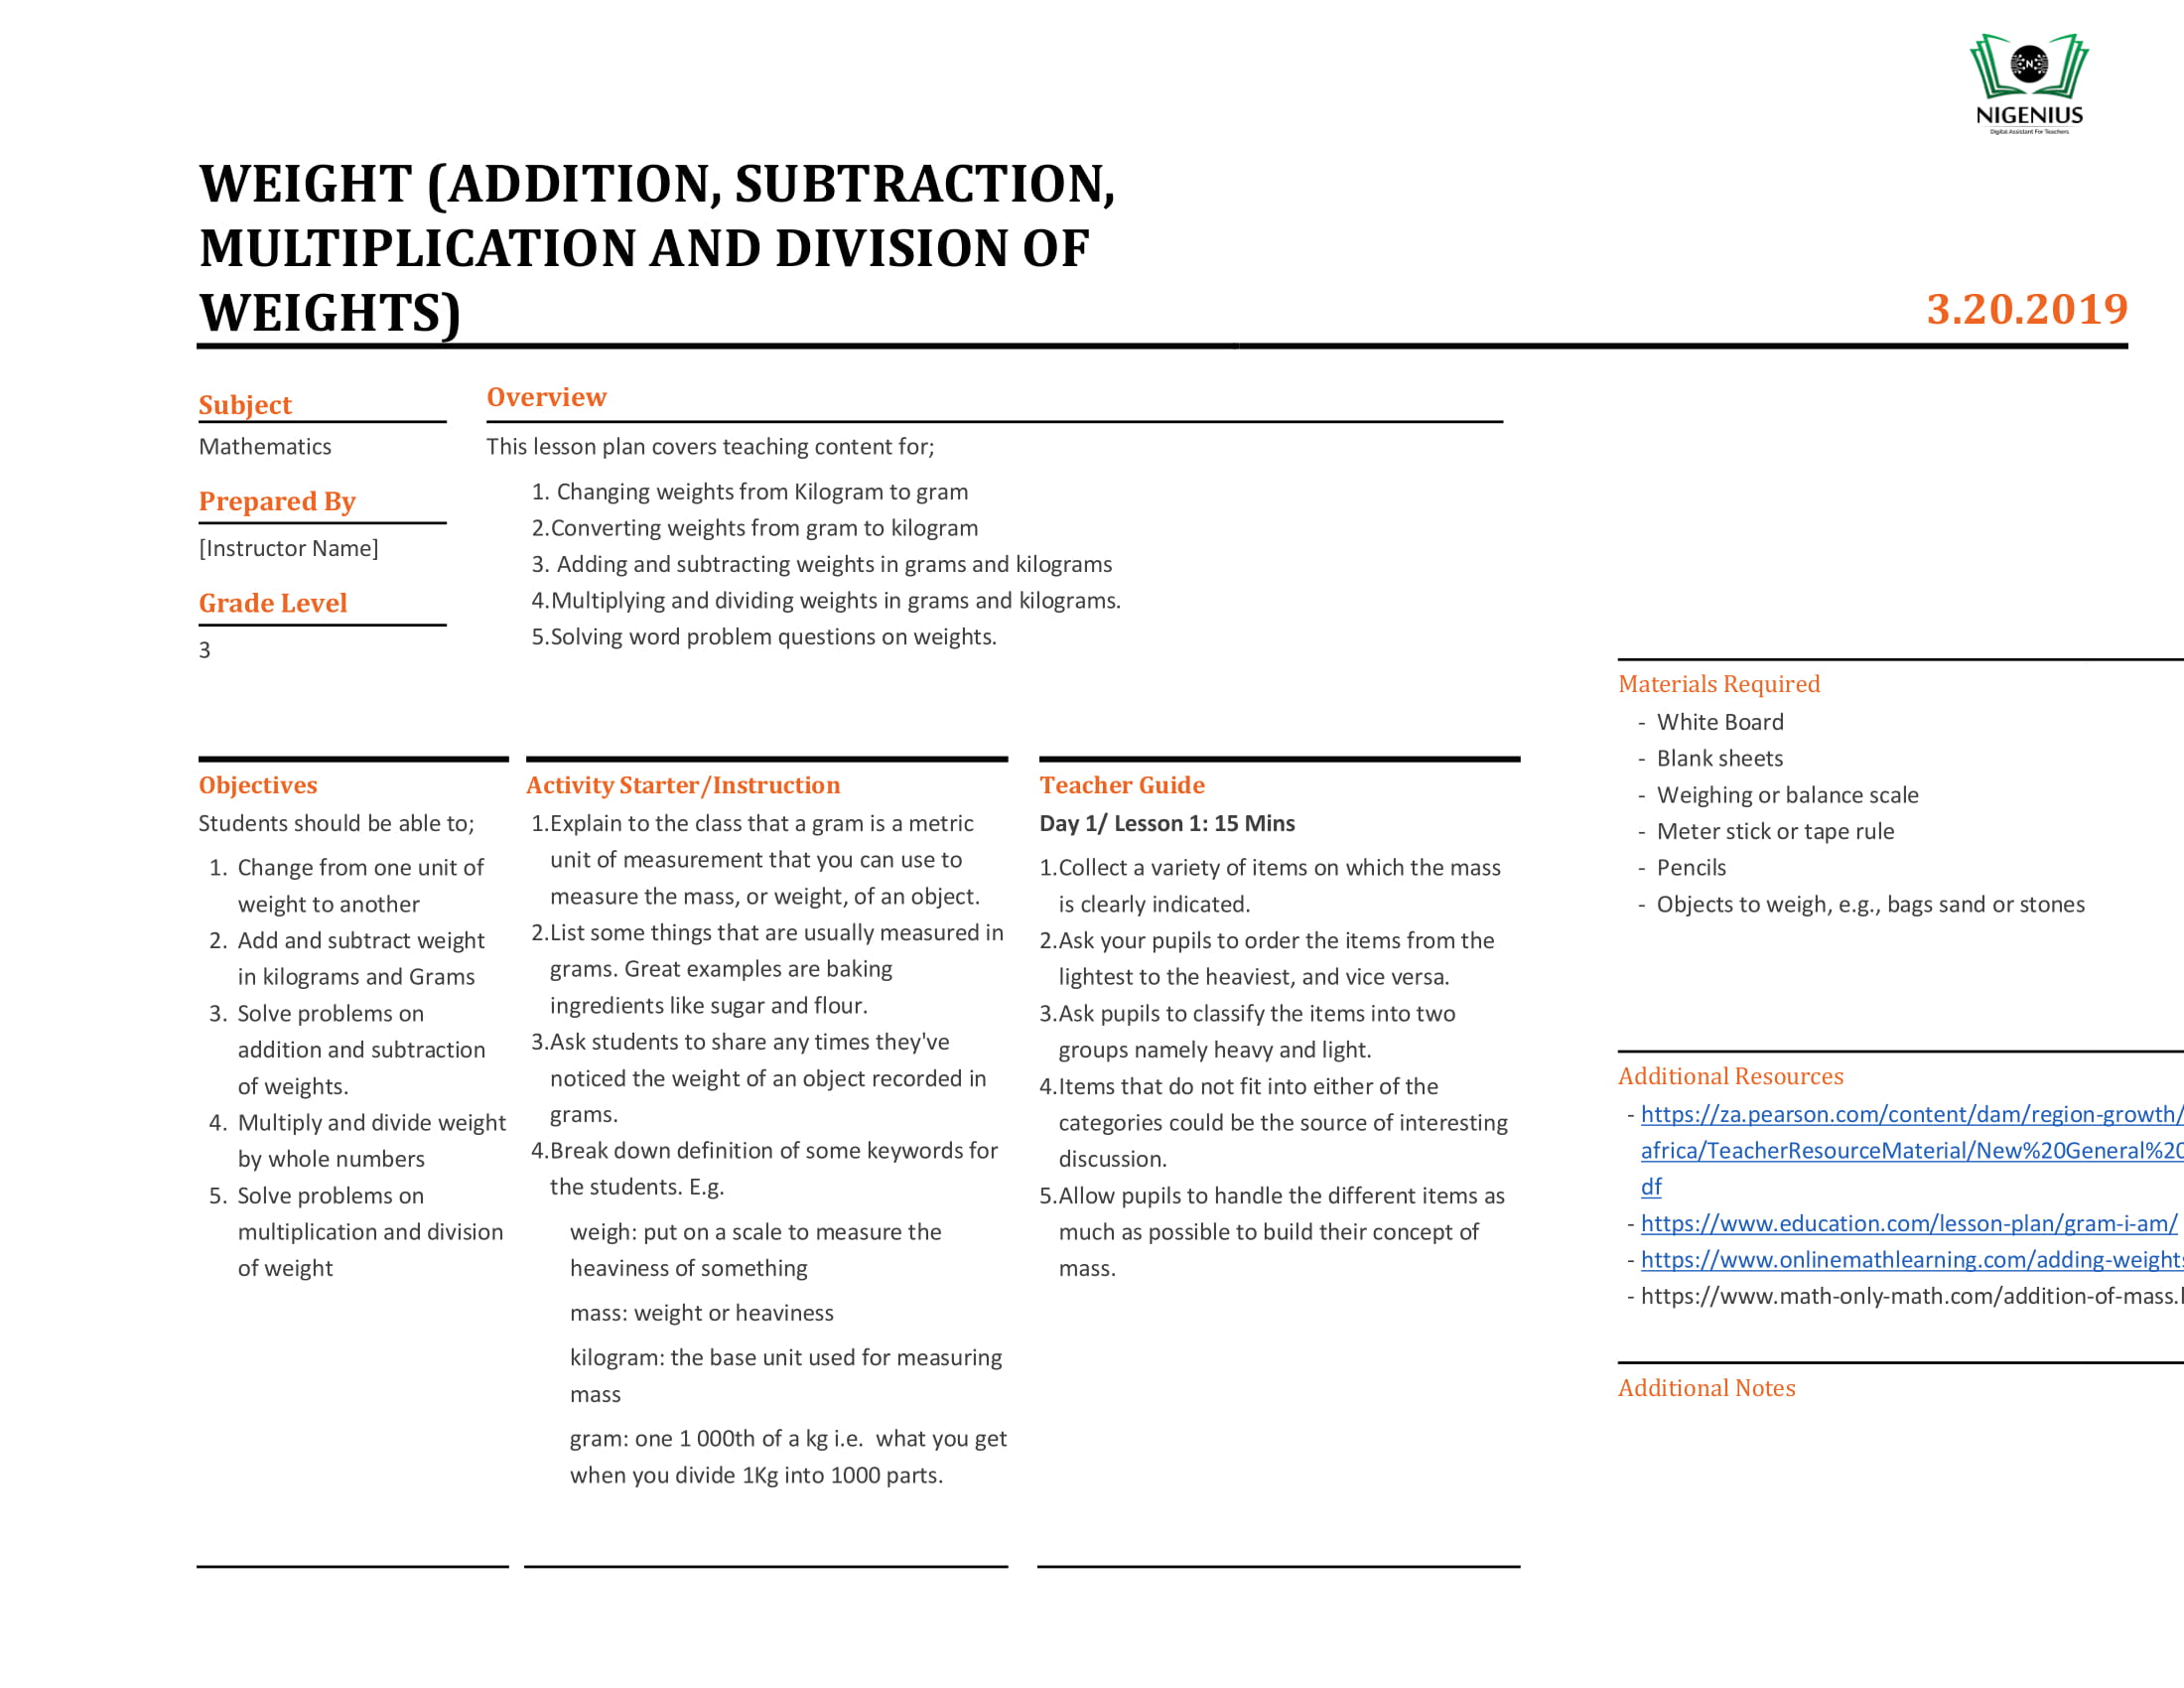 NIGENIUS
Digital Assistant For Teachers
WEIGHT (ADDITION, SUBTRACTION,
MULTIPLICATION AND DIVISION OF
WEIGHTS)
3.20.2019
Subject
Mathematics
Prepared By
[Instructor Name]
Grade Level
3
Overview
This lesson plan covers teaching content for;
1. Changing weights from Kilogram to gram
2.Converting weights from gram to kilogram
3. Adding and subtracting weights in grams and kilograms
4.Multiplying and dividing weights in grams and kilograms.
5.Solving word problem questions on weights.
Objectives
Students should be able to;
1. Change from one unit of
weight to another
2. Add and subtract weight
in kilograms and Grams
3. Solve problems on
addition and subtraction
of weights.
4. Multiply and divide weight
by whole numbers
5. Solve problems on
multiplication and division
of weight
Activity Starter/Instruction
1.Explain to the class that a gram is a metric
unit of measurement that you can use to
measure the mass, or weight, of an object.
2.List some things that are usually measured in
grams. Great examples are baking
ingredients like sugar and flour.
3.Ask students to share any times they've
noticed the weight of an object recorded in
grams.
4.Break down definition of some keywords for
the students. E.g.
weigh: put on a scale to measure the
heaviness of something
mass: weight or heaviness
kilogram: the base unit used for measuring
mass
gram: one 1 000th of a kg i.e.  what you get
when you divide 1Kg into 1000 parts.
Teacher Guide
Day 1/ Lesson 1: 15 Mins
1.Collect a variety of items on which the mass
is clearly indicated.
2.Ask your pupils to order the items from the
lightest to the heaviest, and vice versa.
3.Ask pupils to classify the items into two
groups namely heavy and light.
4.Items that do not fit into either of the
categories could be the source of interesting
discussion.
5.Allow pupils to handle the different items as
much as possible to build their concept of
mass.
Materials Required
- White Board
- Blank sheets
- Weighing or balance scale
- Meter stick or tape rule
- Pencils
- Objects to weigh, e.g., bags sand or stones
Additional Resources
- https://za.pearson.com/content/dam/region-growth/
africa/TeacherResourceMaterial/New%20General%20
df
- https://www.education.com/lesson-plan/gram-i-am/
- https://www.onlinemathlearning.com/adding-weights
- https://www.math-only-math.com/addition-of-mass.
Additional Notes